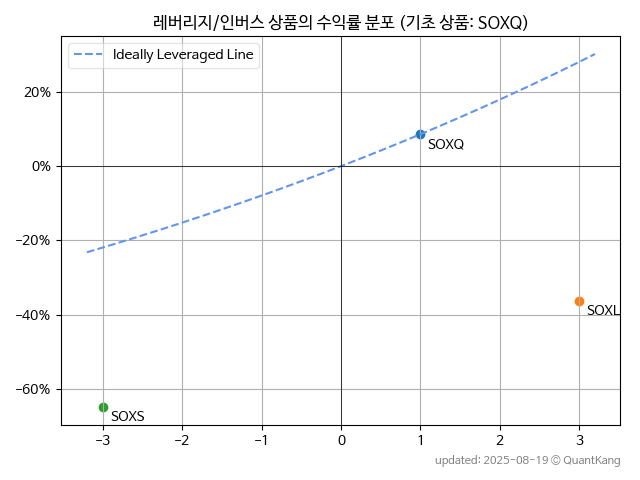 레버리지/인버스 상품의 수익률 분포 (기초 상품: SOXQ)
Ideally Leveraged Line
20%
0%
−20%
−40%
−60%
SOXQ
SOXL
SOXS
−3 −2 −1 0 1 2 3
updated: 2025-08-19 © QuantKang